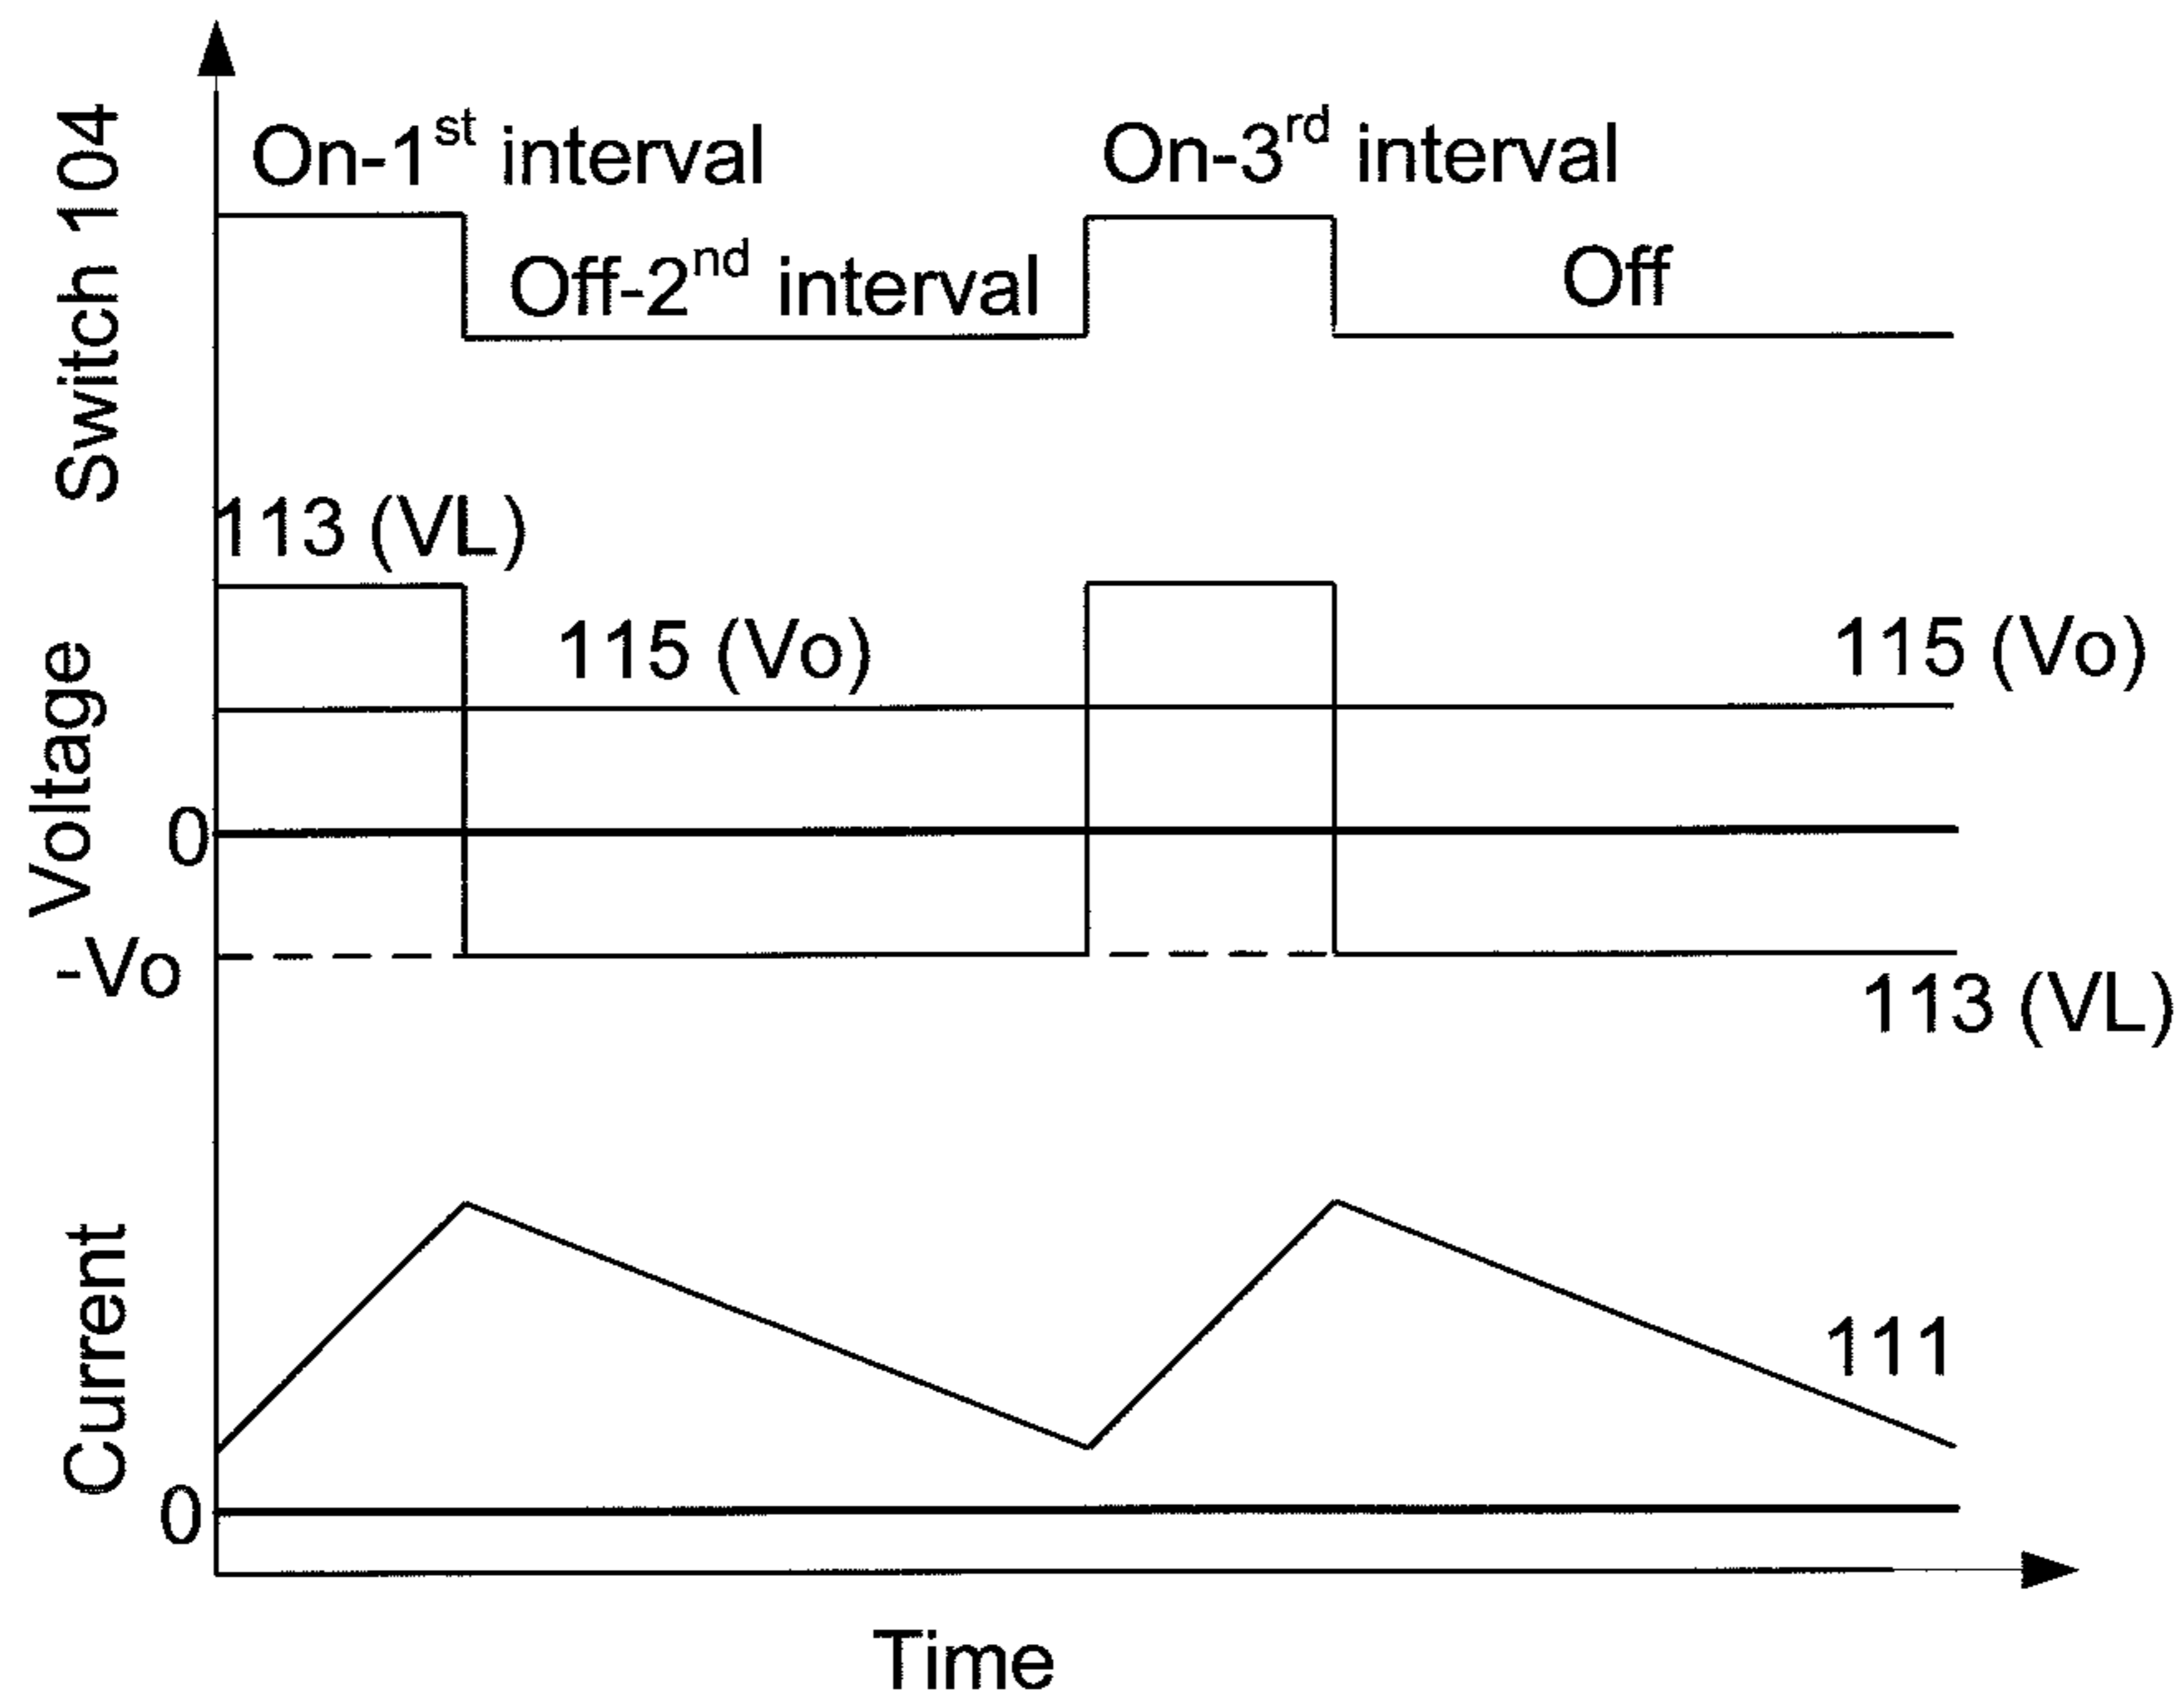 Switch 104
On-1st interval
On-3rd interval
Off-2nd interval
Off
Voltage
113 (VL)
115 (Vo)
115 (Vo)
0
-Vo
113 (VL)
Current
111
0
Time